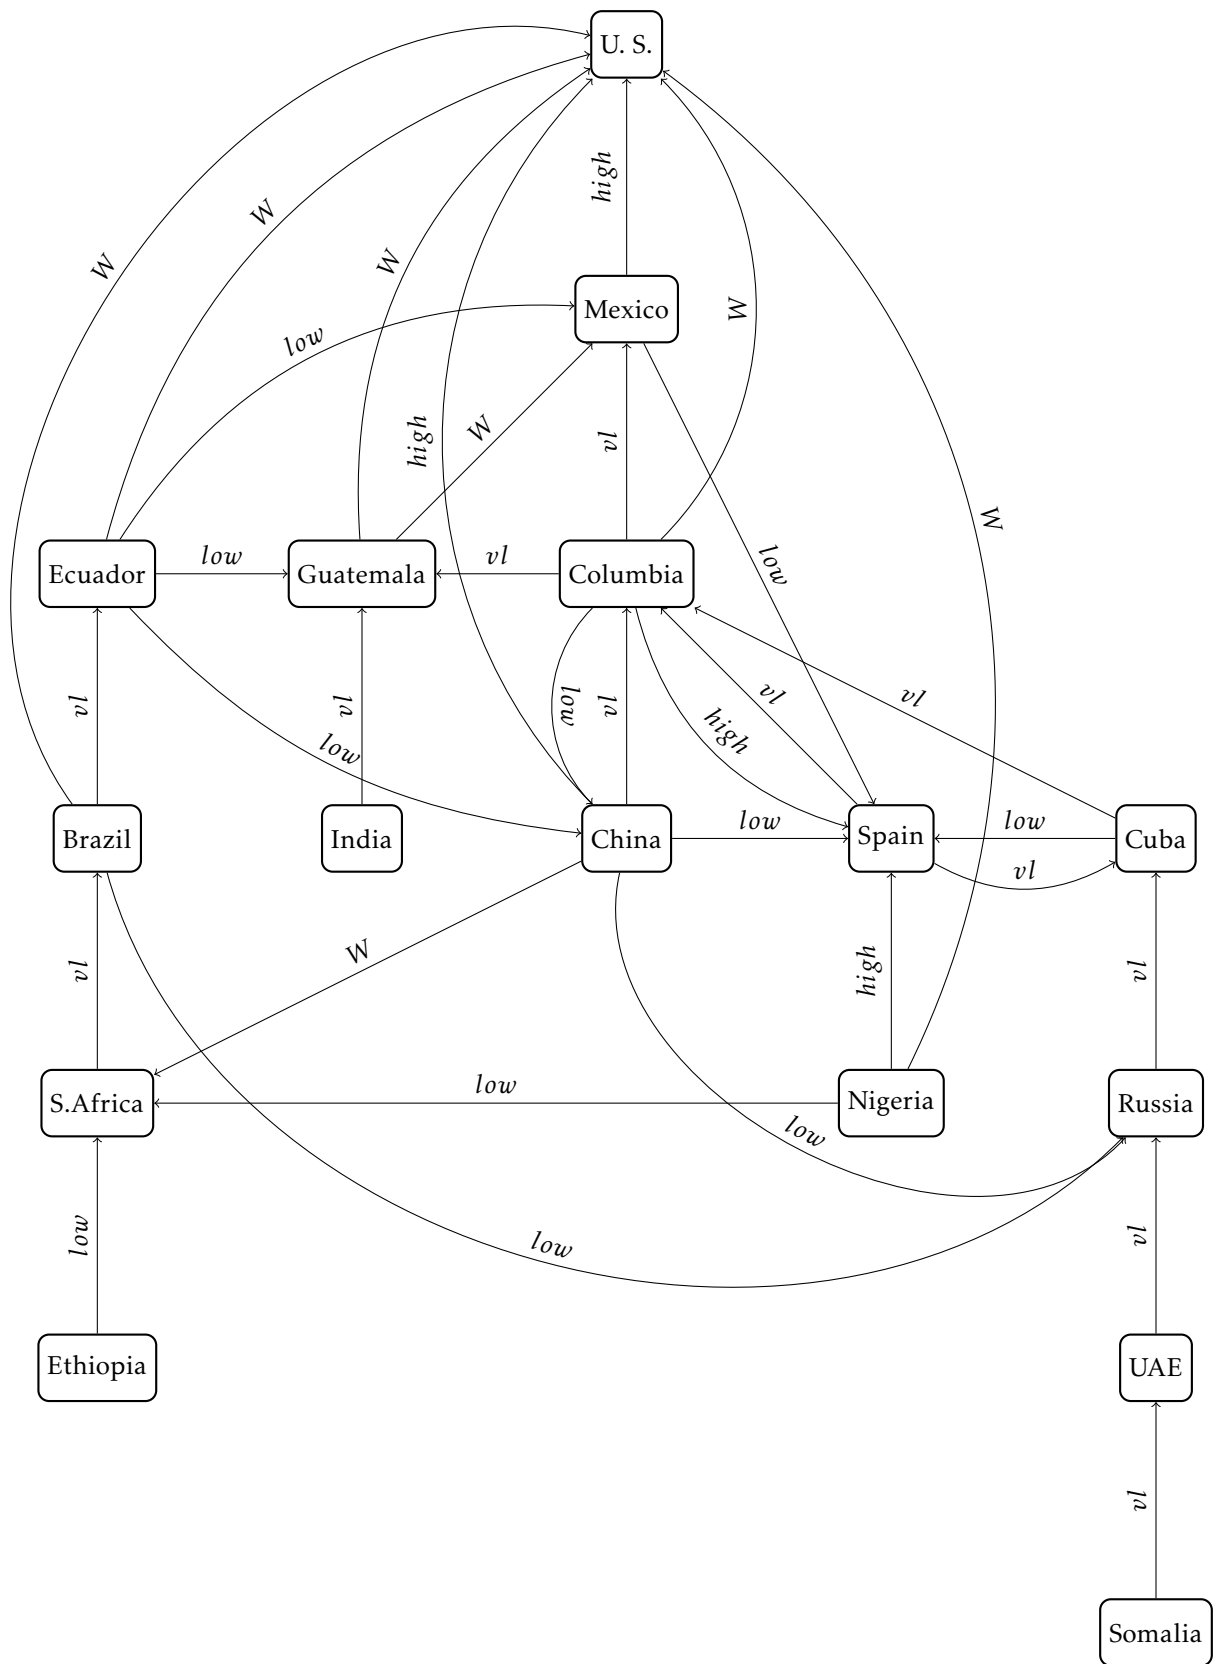 U. S.
high
W
W
W
W
Mexico
W
low
high
W
vl
W
low
Ecuador
low
Guatemala
vl
Columbia
vl
vl
low
vl
low
high
vl
vl
Brazil
India
China
low
Spain
low
Cuba
vl
W
vl
high
vl
S.Africa
low
Nigeria
Russia
low
low
low
vl
Ethiopia
UAE
vl
Somalia